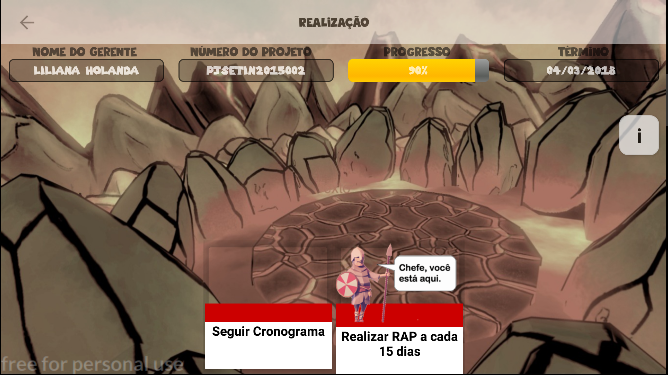 REALIZAÇÃO
NOME DO GERENTE
NÚMERO DO PROJETO
PROGRESSO
TÉRMINO
LILIANA HOLANDA
PJSETIN2015002
90%
04/03/2018
i
Chefe, você
está aqui.
Seguir Cronograma
Realizar RAP a cada
15 dias
free for personal use